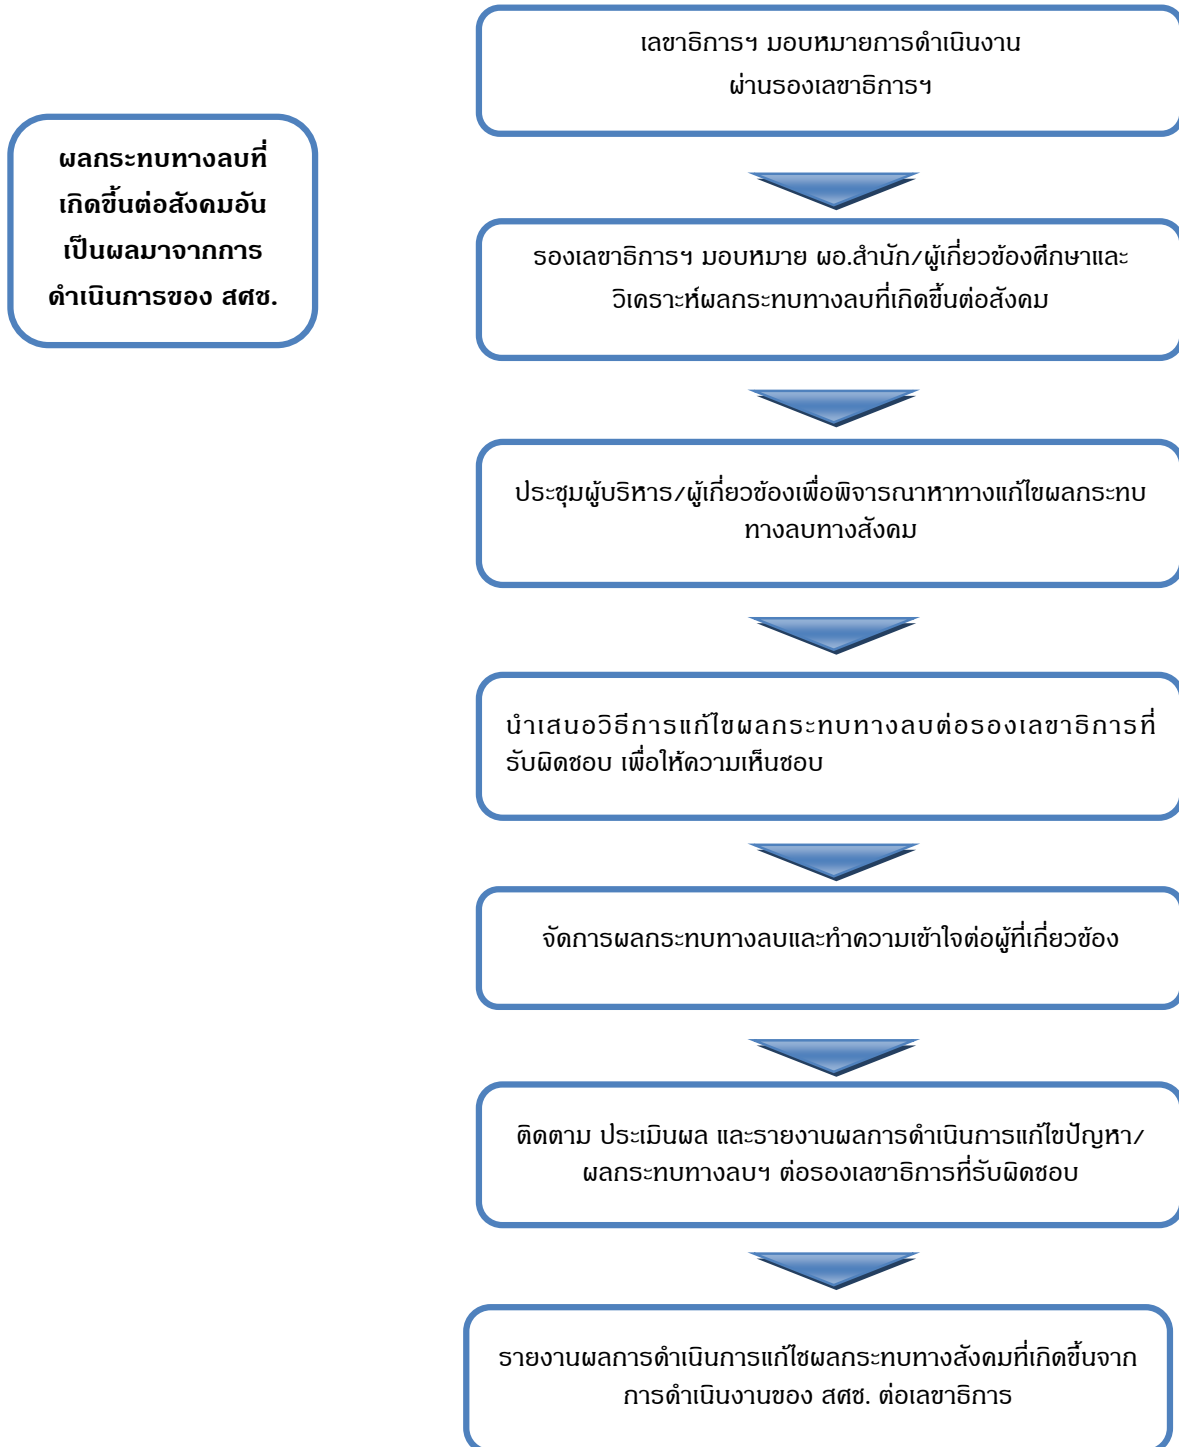 เลขาธิการฯ มอบหมายการดำเนินงาน
ผ่านรองเลขาธิการฯ
ผลกระทบทางลบที่
เกิดขึ้นต่อสังคมอัน
เป็นผลมาจากการ
ดำเนินการของ สศช.
รองเลขาธิการฯ มอบหมาย ผอ.สำนัก/ผู้เกี่ยวข้องศึกษาและ
วิเคราะห์ผลกระทบทางลบที่เกิดขึ้นต่อสังคม
ประชุมผู้บริหาร/ผู้เกี่ยวข้องเพื่อพิจารณาหาทางแก้ไขผลกระทบ
ทางลบทางสังคม
นำเสนอวิธีการแก้ไขผลกระทบทางลบต่อรองเลขาธิการที่
รับผิดชอบ เพื่อให้ความเห็นชอบ
จัดการผลกระทบทางลบและทำความเข้าใจต่อผู้ที่เกี่ยวข้อง
ติดตาม ประเมินผล และรายงานผลการดำเนินการแก้ไขปัญหา/
ผลกระทบทางลบฯ ต่อรองเลขาธิการที่รับผิดชอบ
รายงานผลการดำเนินการแก้ไชผลกระทบทางสังคมที่เกิดขึ้นจาก
การดำเนินงานของ สศช. ต่อเลขาธิการ